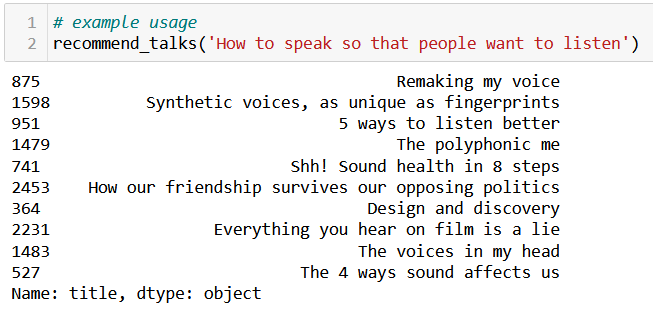 1 # example usage
2 recommend_talks('How to speak so that people want to listen')
875 Remaking my voice
1598 Synthetic voices, as unique as fingerprints
951 5 ways to listen better
1479 The polyphonic me
741 Shh! Sound health in 8 steps
2453 How our friendship survives our opposing politics
364 Design and discovery
2231 Everything you hear on film is a lie
1483 The voices in my head
527 The 4 ways sound affects us
Name: title, dtype: object